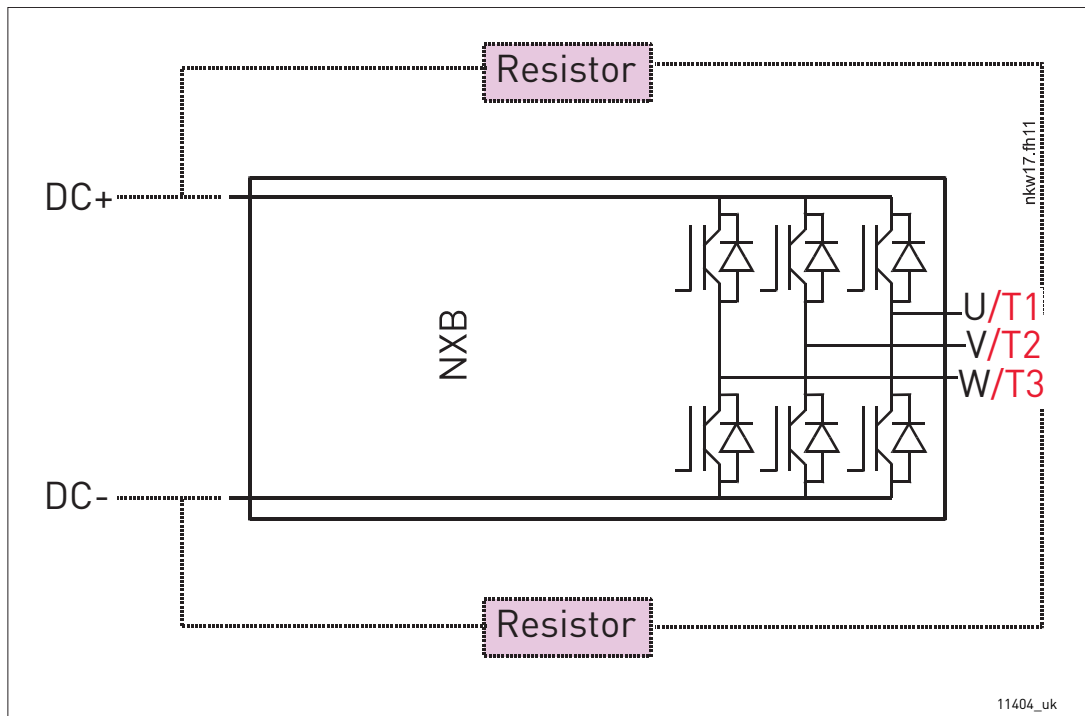 Resistor
nkw17.fh11
DC+
NXB
U/T1
V/T2
W/T3
DC-
Resistor
11404_uk